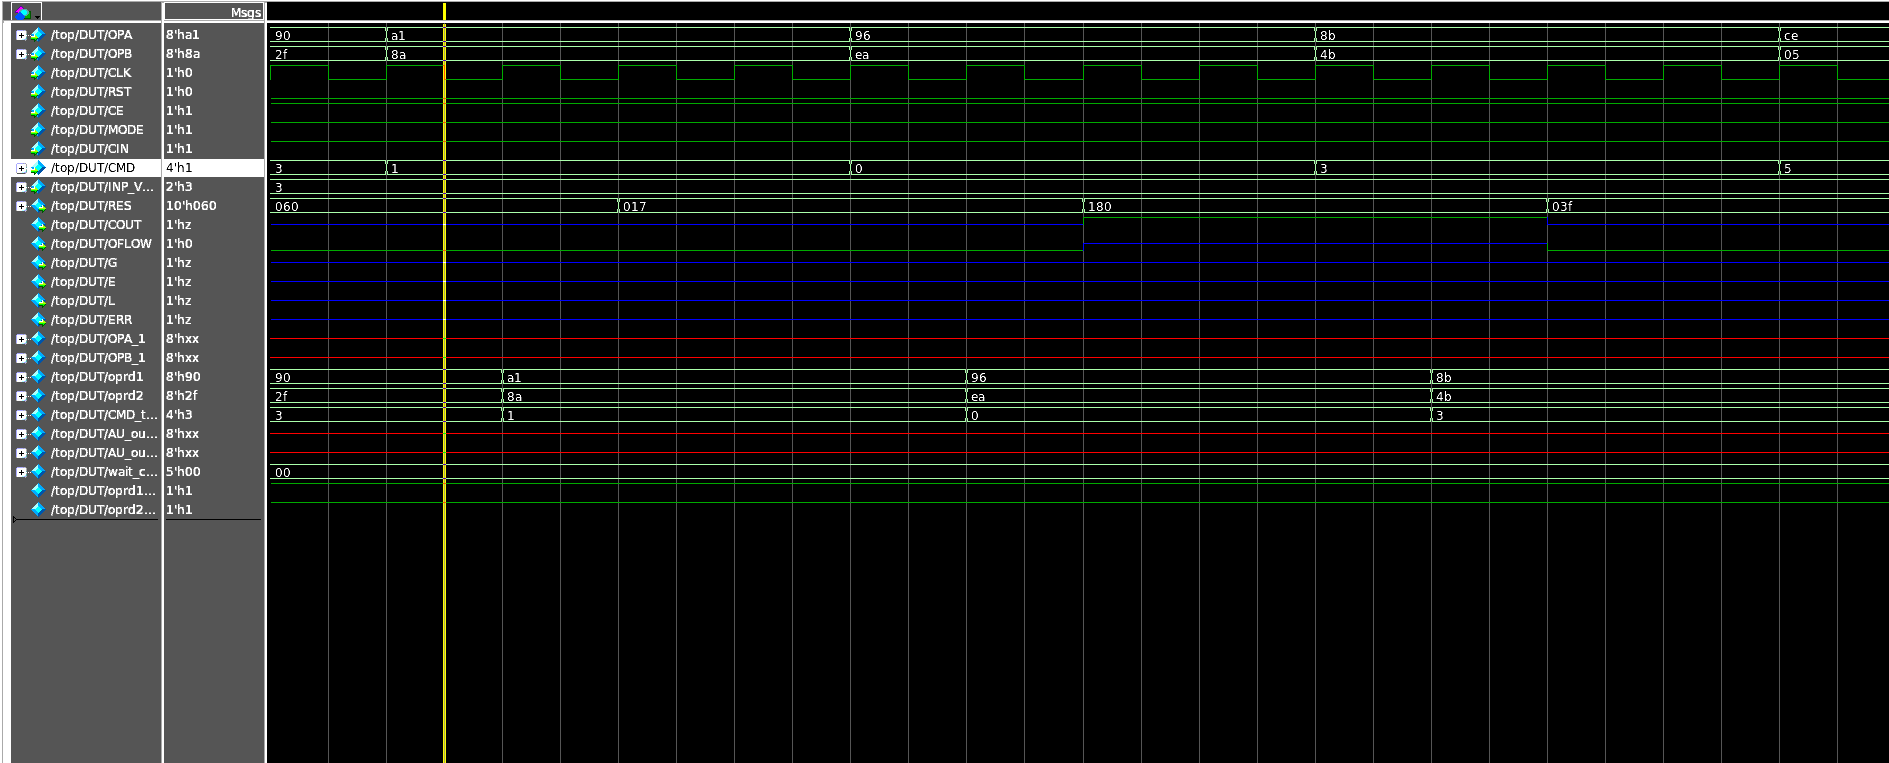 Msgs
/top/DUT/OPA 8'ha1 90 a1 96 8b ce
/top/DUT/OPB 8'h8a 2f 8a ea 4b 05
/top/DUT/CLK 1'h0
/top/DUT/RST 1'h0
/top/DUT/CE 1'h1
/top/DUT/MODE 1'h1
/top/DUT/CIN 1'h1
/top/DUT/CMD 4'h1 3 1 0 3 5
/top/DUT/INP_V... 2'h3 3
/top/DUT/RES 10'h060 060 017 180 03f
/top/DUT/COUT 1'hz
/top/DUT/OFLOW 1'h0
/top/DUT/G 1'hz
/top/DUT/E 1'hz
/top/DUT/L 1'hz
/top/DUT/ERR 1'hz
/top/DUT/OPA_1 8'hxx
/top/DUT/OPB_1 8'hxx
/top/DUT/oprd1 8'h90 90 a1 96 8b
/top/DUT/oprd2 8'h2f 2f 8a ea 4b
/top/DUT/CMD_t... 4'h3 3 1 0 3
/top/DUT/AU_ou... 8'hxx
/top/DUT/AU_ou... 8'hxx
/top/DUT/wait_c... 5'h00 00
/top/DUT/oprd1... 1'h1
/top/DUT/oprd2... 1'h1